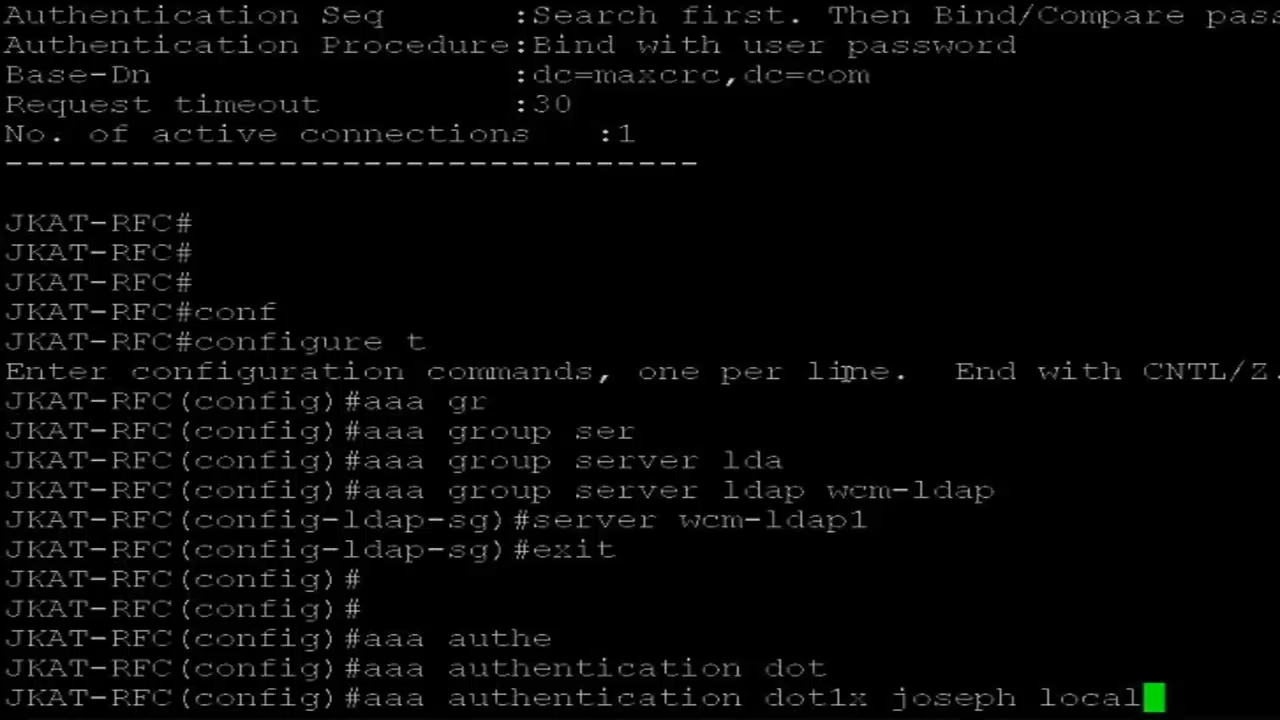 Authentication Seq :Search first. Then Bind/Compare pass
Authentication Procedure:Bind with user password
Base-Dn :dc=maxcrc,dc=com
Request timeout :30
No. of active connections :1
---------------------------------
JKAT-RFC#
JKAT-RFC#
JKAT-RFC#
JKAT-RFC#conf
JKAT-RFC#configure t
Enter configuration commands, one per line. End with CNTL/Z.
JKAT-RFC(config)#aaa gr
JKAT-RFC(config)#aaa group ser
JKAT-RFC(config)#aaa group server lda
JKAT-RFC(config)#aaa group server ldap wcm-ldap
JKAT-RFC(config-ldap-sg)#server wcm-ldap1
JKAT-RFC(config-ldap-sg)#exit
JKAT-RFC(config)#
JKAT-RFC(config)#
JKAT-RFC(config)#aaa authe
JKAT-RFC(config)#aaa authentication dot
JKAT-RFC(config)#aaa authentication dot1x joseph local